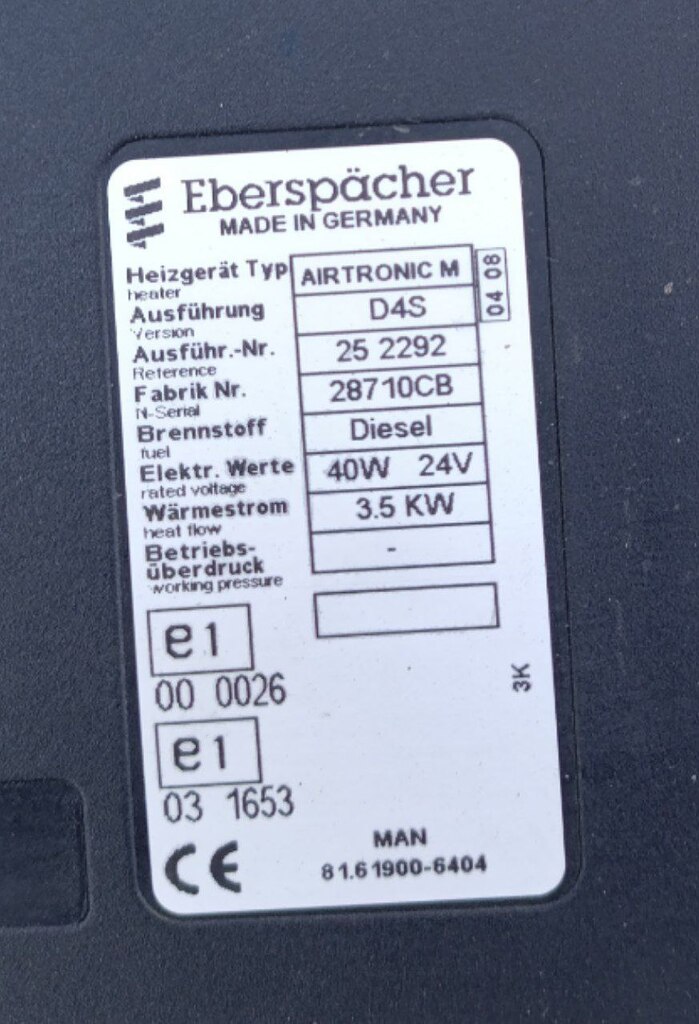 Eberspächer
MADE IN GERMANY
Heizgerät Typ AIRTRONIC M
heater
04 08
Ausführung D4S
Version
Ausführ.-Nr. 25 2292
Reference
Fabrik Nr. 28710CB
N-Serial
Brennstoff Diesel
fuel
Elektr. Werte 40W 24V
rated voltage
Wärmestrom 3.5 KW
heat flow
Betriebs-
überdruck -
working pressure
e1
00 0026
3K
e1
03 1653
CE
MAN
81.61900-6404